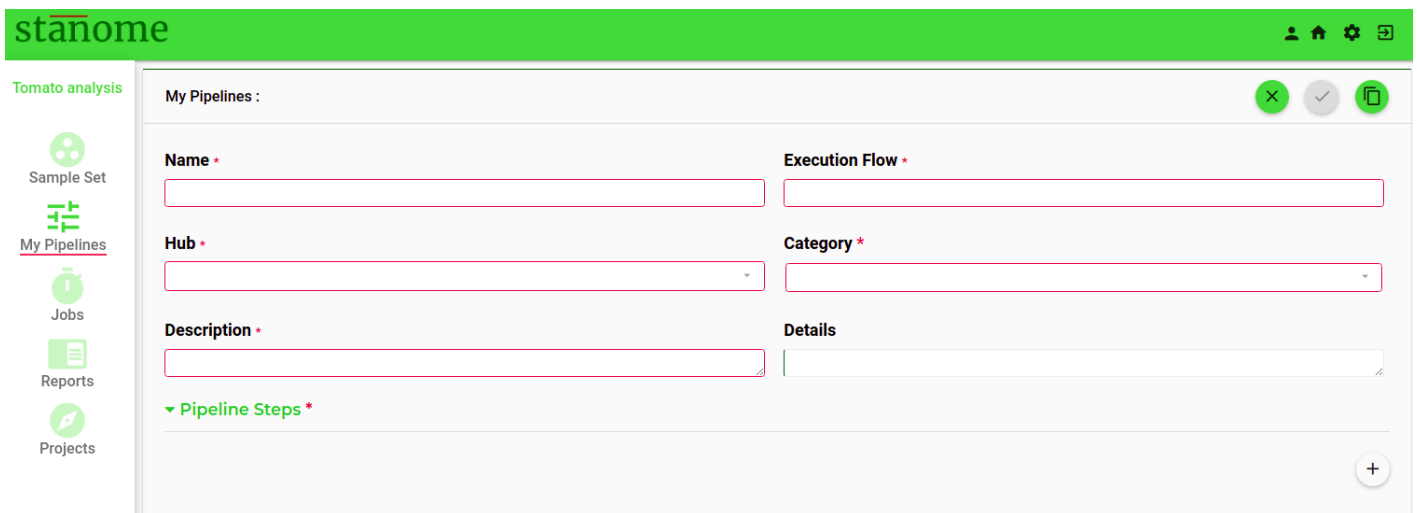 stanome
Tomato analysis
My Pipelines :
Sample Set
My Pipelines
Jobs
Reports
Projects
Name *
Execution Flow *
Hub *
Category *
Description *
Details
Pipeline Steps *